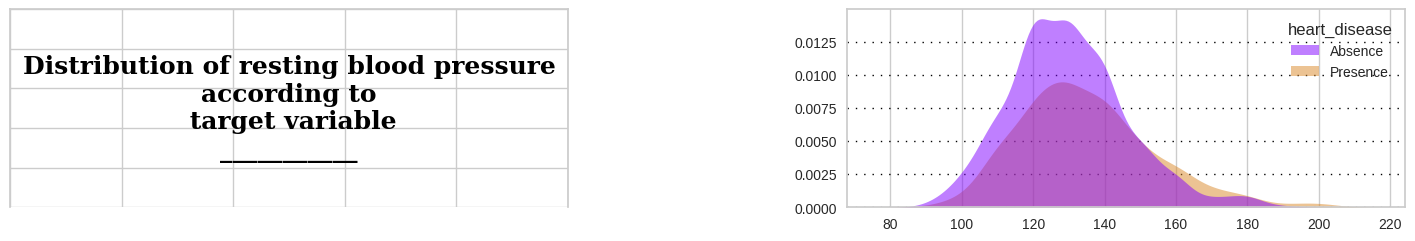 Distribution of resting blood pressure
according to
target variable
___________
heart_disease
Absence
Presence
0.0125
0.0100
0.0075
0.0050
0.0025
0.0000
80 100 120 140 160 180 200 220